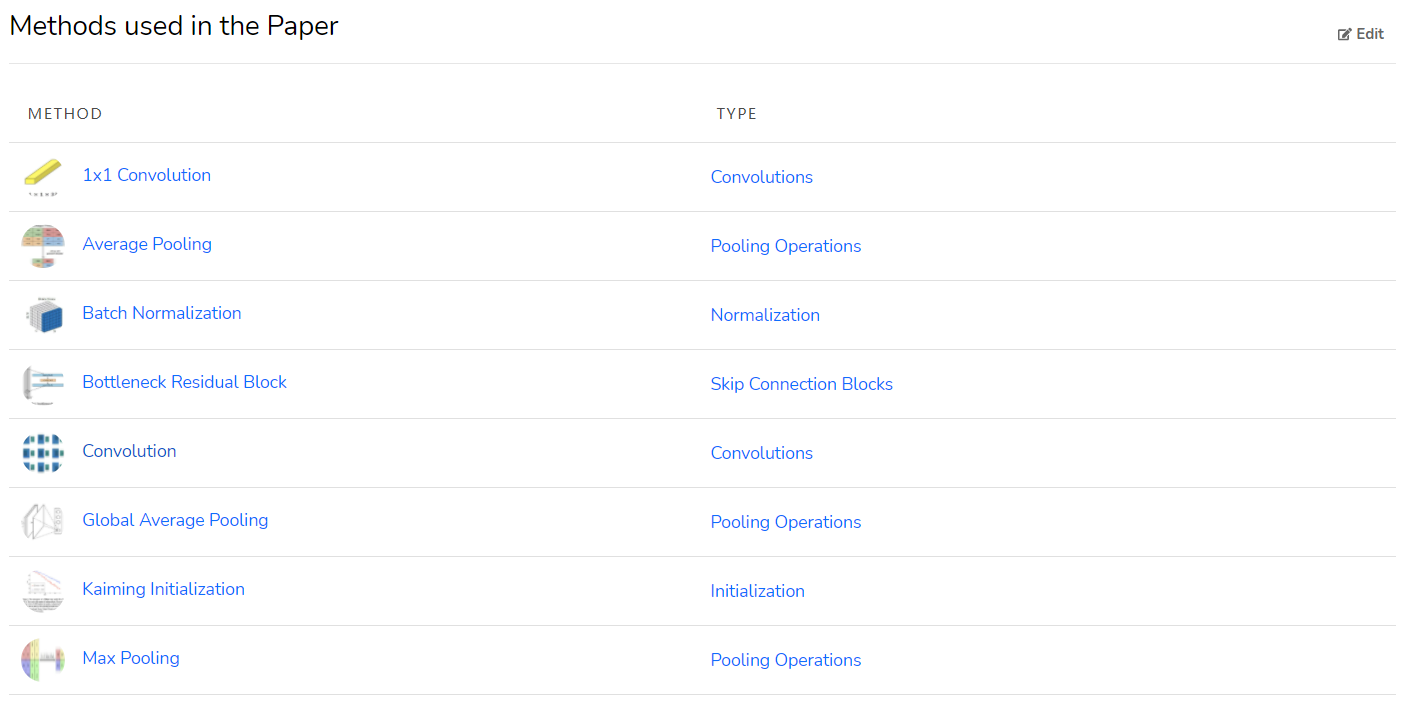 Methods used in the Paper
Edit
METHOD TYPE
1x1 Convolution Convolutions
Average Pooling Pooling Operations
Batch Normalization Normalization
Bottleneck Residual Block Skip Connection Blocks
Convolution Convolutions
Global Average Pooling Pooling Operations
Kaiming Initialization Initialization
Max Pooling Pooling Operations